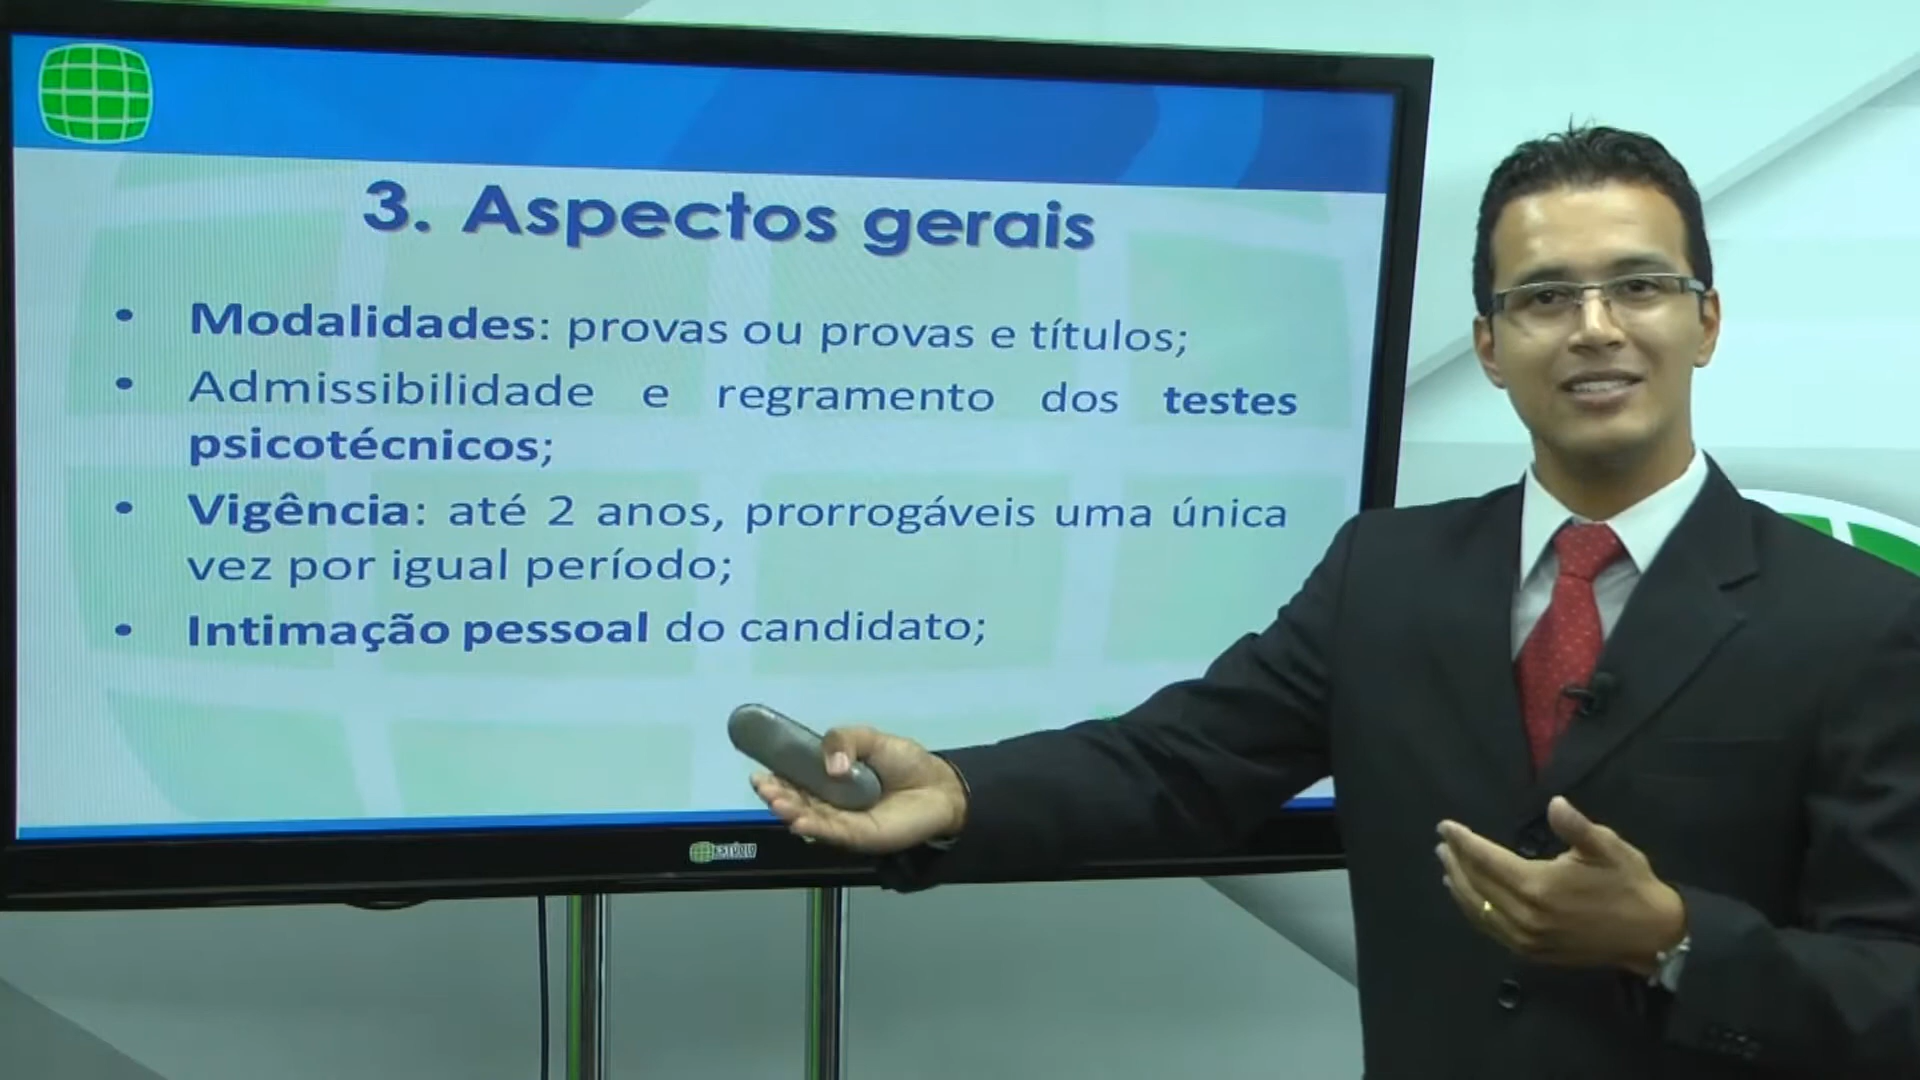 3. Aspectos gerais
• Modalidades: provas ou provas e títulos;
• Admissibilidade e regramento dos testes
psicotécnicos;
• Vigência: até 2 anos, prorrogáveis uma única
vez por igual período;
• Intimação pessoal do candidato;